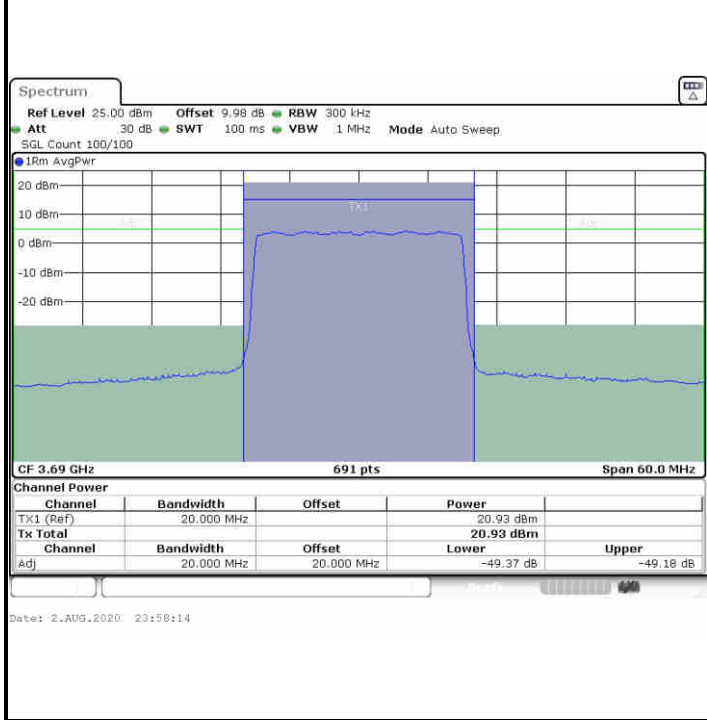 Spectrum
Ref Level 25.00 dBm Offset 9.98 dB RBW 300 kHz
Att 30 dB SWT 100 ms VBW 1 MHz Mode Auto Sweep
SGL Count 100/100
1Rm AvgPwr
20 dBm
TX1
10 dBm
Adj Adj
0 dBm
-10 dBm
-20 dBm
CF 3.69 GHz 691 pts Span 60.0 MHz
Channel Power
Channel Bandwidth Offset Power
TX1 (Ref) 20.000 MHz 20.93 dBm
Tx Total 20.93 dBm
Channel Bandwidth Offset Lower Upper
Adj 20.000 MHz 20.000 MHz -49.37 dB -49.18 dB
Date: 2.AUG.2020 23:58:14